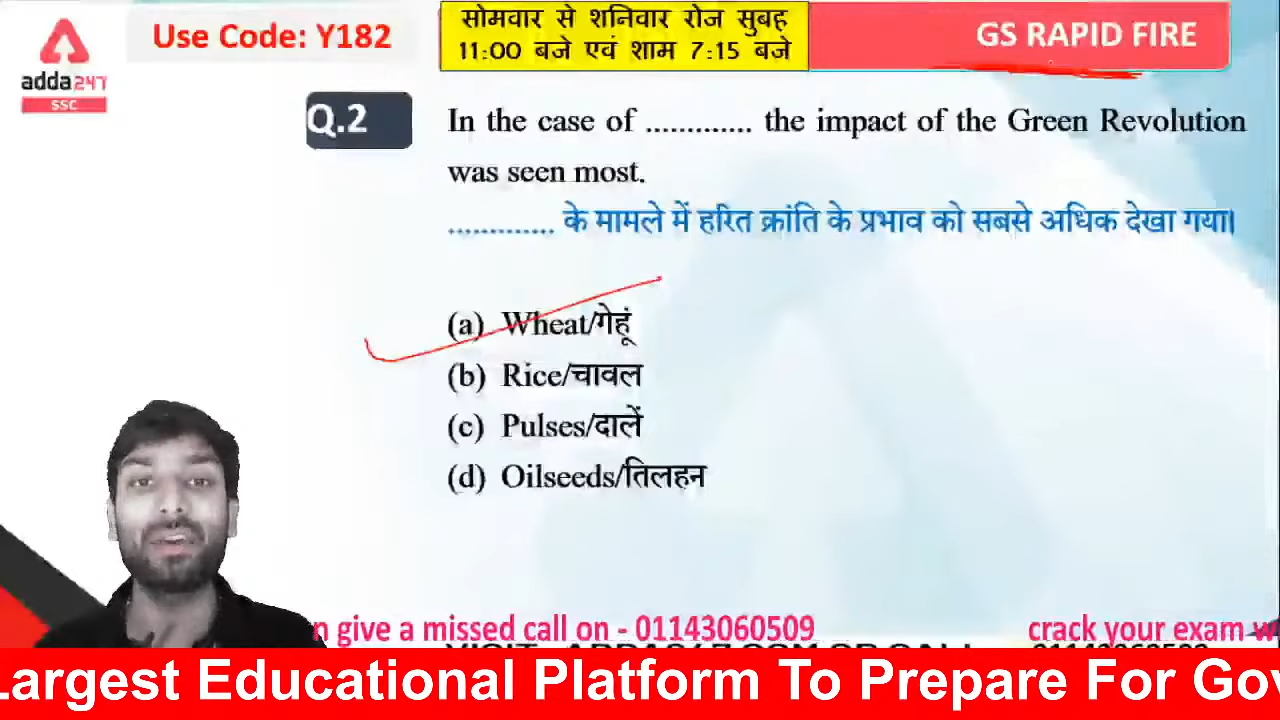 Use Code: Y182
सोमवार से शनिवार रोज सुबह
11:00 बजे एवं शाम 7:15 बजे
GS RAPID FIRE
adda247
SSC
Q.2
In the case of ............. the impact of the Green Revolution
was seen most.
............. के मामले में हरित क्रांति के प्रभाव को सबसे अधिक देखा गया।
(a) Wheat/गेहूं
(b) Rice/चावल
(c) Pulses/दालें
(d) Oilseeds/तिलहन
n give a missed call on - 01143060509
crack your exam w
Largest Educational Platform To Prepare For Gov